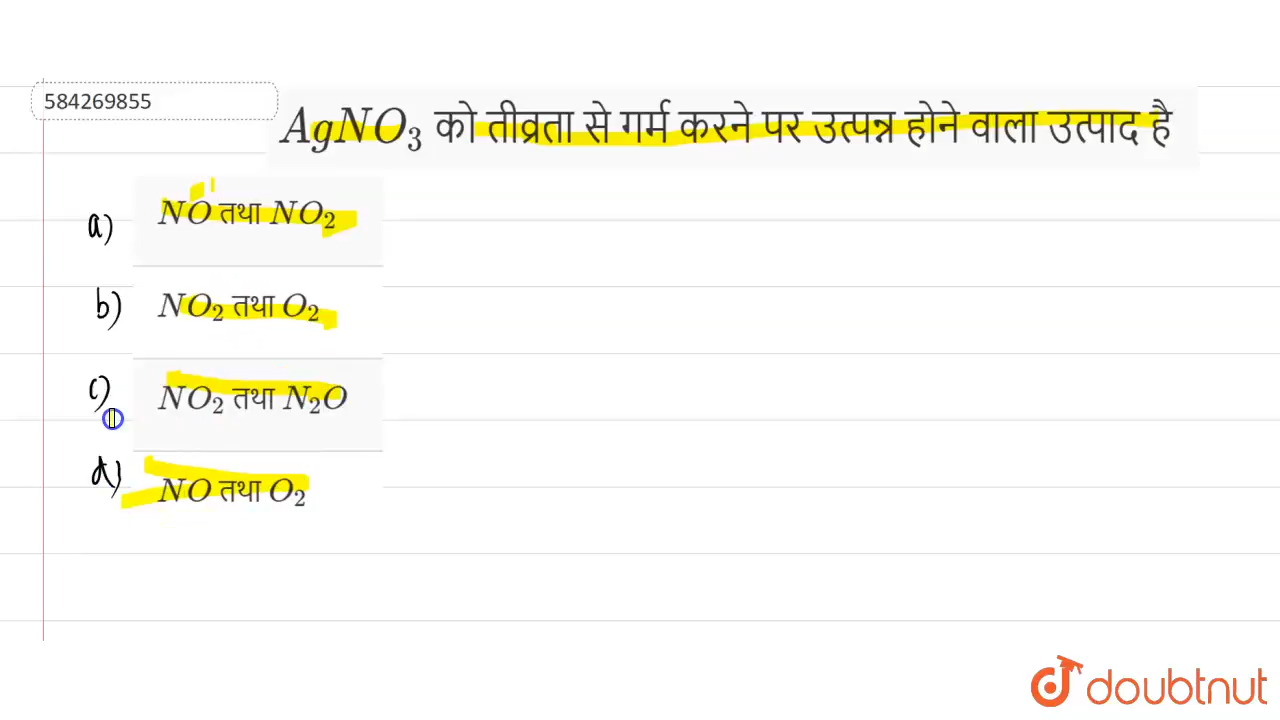 584269855
AgNO₃ को तीव्रता से गर्म करने पर उत्पन्न होने वाला उत्पाद है
a) NO तथा NO₂
b) NO₂ तथा O₂
c) NO₂ तथा N₂O
d) NO तथा O₂
doubtnut